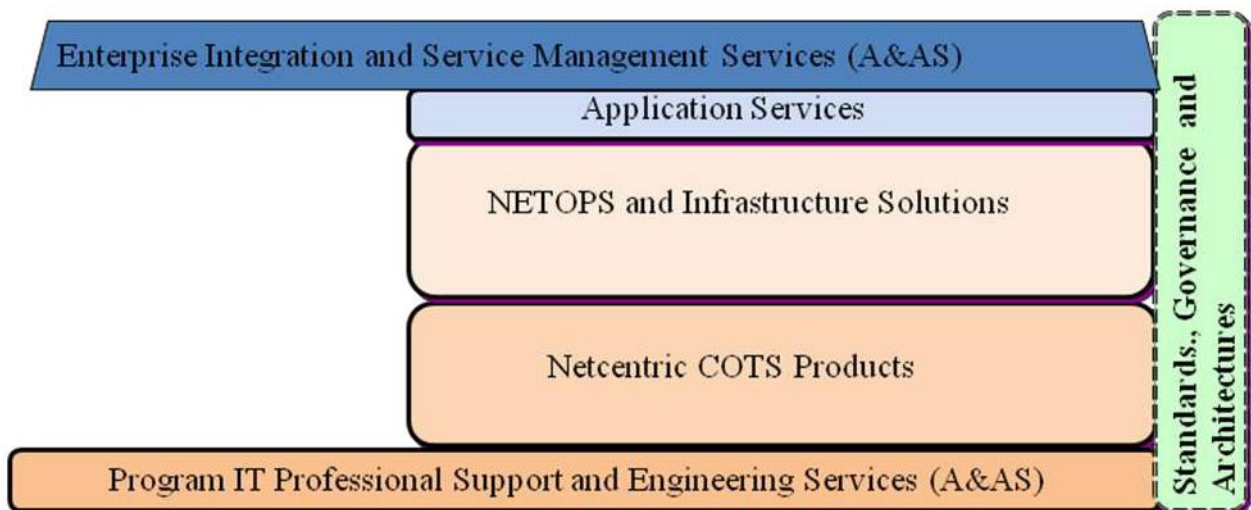 Enterprise Integration and Service Management Services (A&AS)
Application Services
NETOPS and Infrastructure Solutions
Netcentric COTS Products
Program IT Professional Support and Engineering Services (A&AS)
Standards., Governance and
Architectures